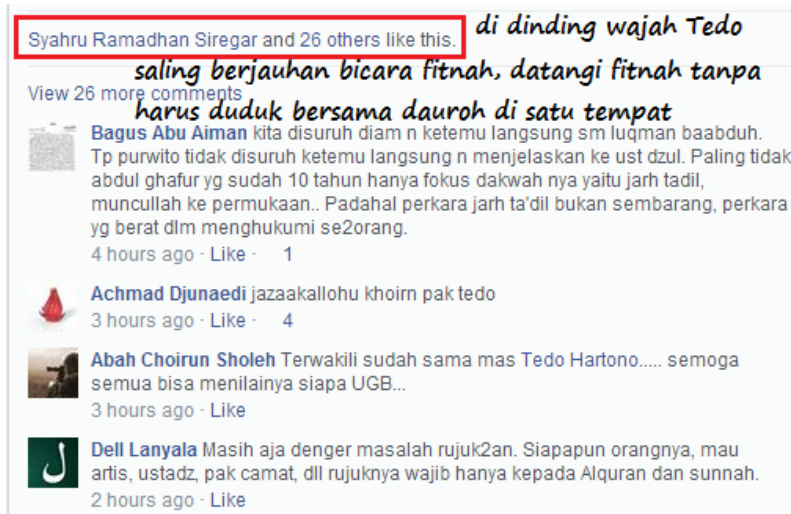 Syahru Ramadhan Siregar and 26 others like this.
di dinding wajah Tedo
saling berjauhan bicara fitnah, datangi fitnah tanpa
harus duduk bersama dauroh di satu tempat
View 26 more comments
Bagus Abu Aiman kita disuruh diam n ketemu langsung sm luqman baabduh.
Tp purwito tidak disuruh ketemu langsung n menjelaskan ke ust dzul. Paling tidak
abdul ghafur yg sudah 10 tahun hanya fokus dakwah nya yaitu jarh tadil,
muncullah ke permukaan.. Padahal perkara jarh ta'dil bukan sembarang, perkara
yg berat dlm menghukumi se2orang.
4 hours ago · Like · 1
Achmad Djunaedi jazaakallohu khoirn pak tedo
3 hours ago · Like · 4
Abah Choirun Sholeh Terwakili sudah sama mas Tedo Hartono..... semoga
semua bisa menilainya siapa UGB...
3 hours ago · Like
ل
Dell Lanyala Masih aja denger masalah rujuk2an. Siapapun orangnya, mau
artis, ustadz, pak camat, dll rujuknya wajib hanya kepada Alquran dan sunnah.
2 hours ago · Like